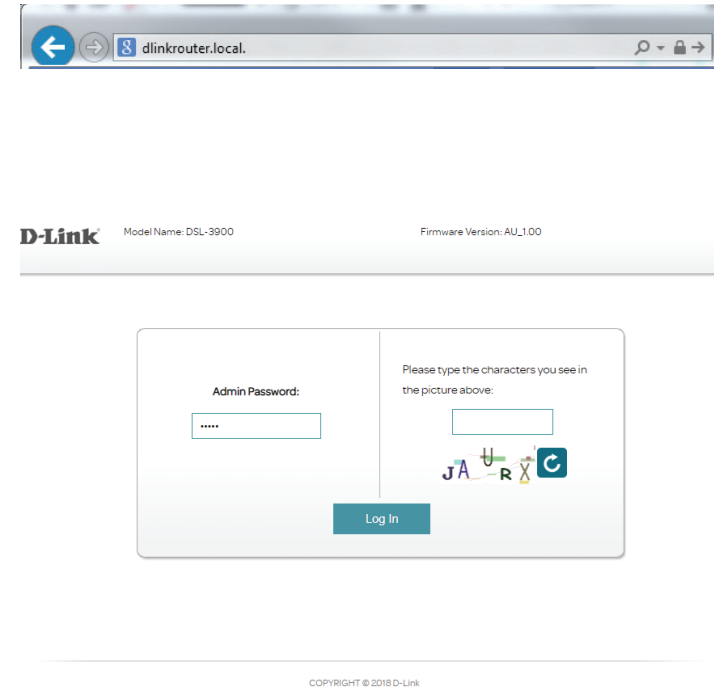 dlinkrouter.local.
D-Link
Model Name: DSL-3900
Firmware Version: AU_1.00
Please type the characters you see in
the picture above:
Admin Password:
•••••
J A U R X
Log In
COPYRIGHT © 2018 D-Link